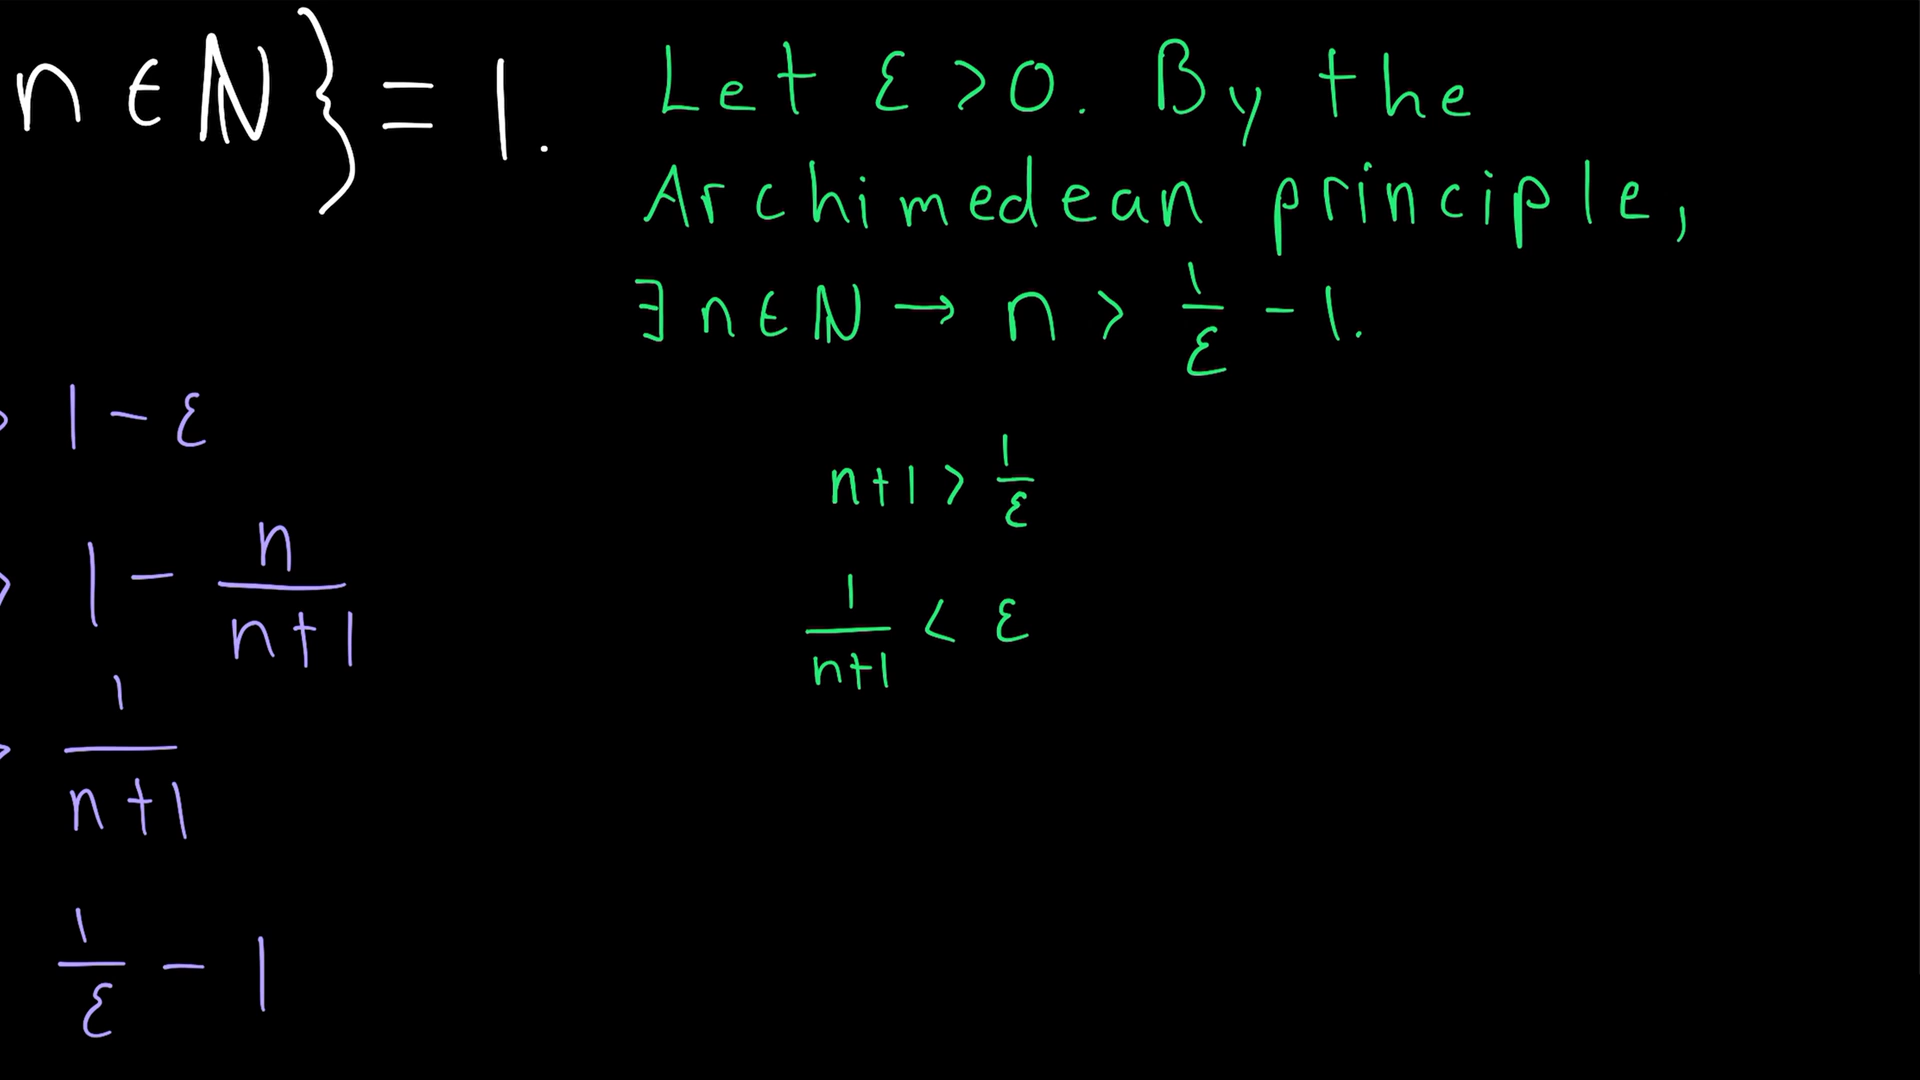 n ∈ ℕ } = 1.
> 1 - ε
> 1 - n/(n+1)
> 1/(n+1)
1/ε - 1
Let ε > 0. By the
Archimedean principle,
∃ n ∈ ℕ → n > 1/ε - 1.
n+1 > 1/ε
1/(n+1) < ε